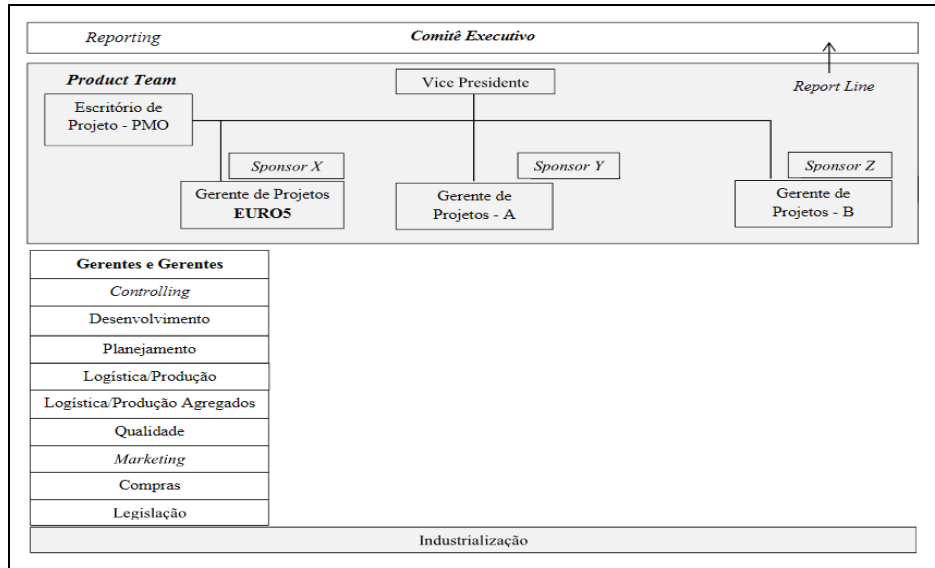 Reporting
Comitê Executivo
Product Team
Vice Presidente
Report Line
Escritório de
Projeto - PMO
Sponsor X
Sponsor Y
Sponsor Z
Gerente de Projetos
EURO5
Gerente de
Projetos - A
Gerente de
Projetos - B
Gerentes e Gerentes
Controlling
Desenvolvimento
Planejamento
Logística/Produção
Logística/Produção Agregados
Qualidade
Marketing
Compras
Legislação
Industrialização